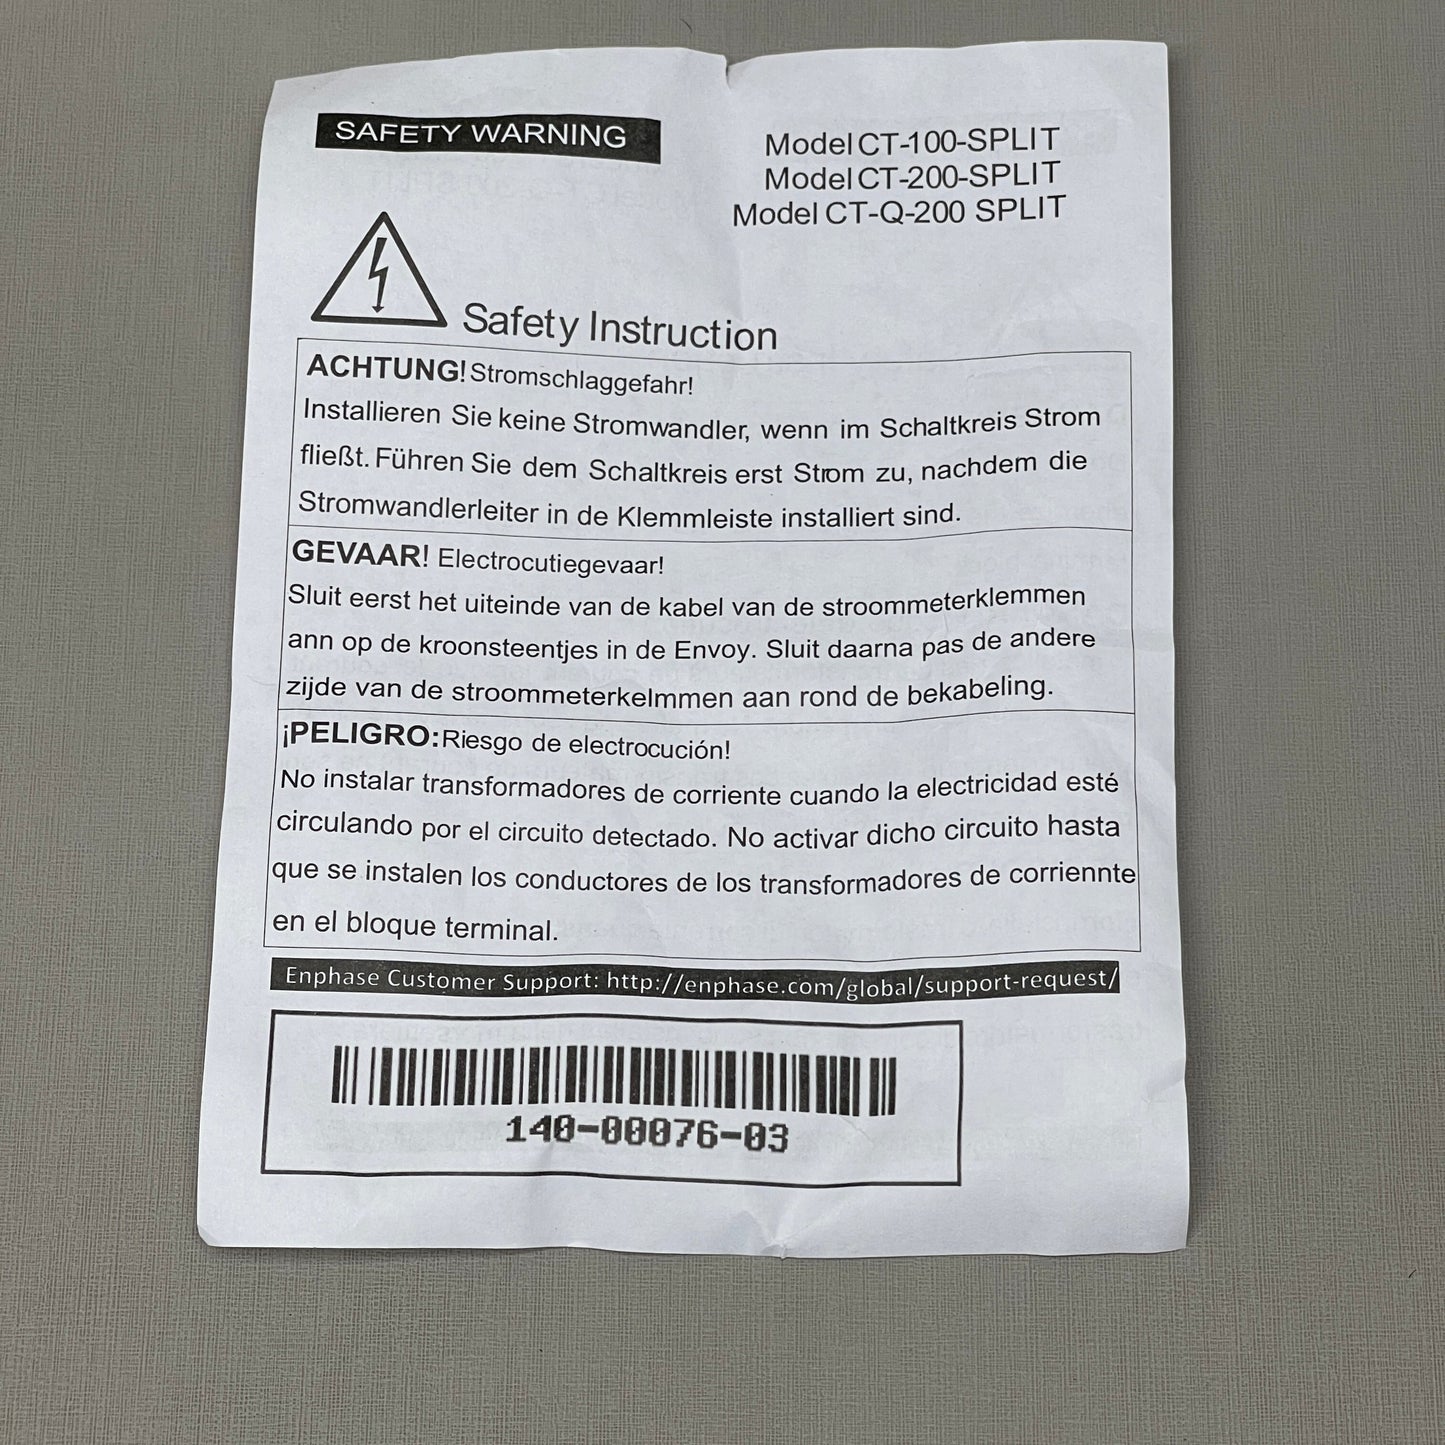 SAFETY WARNING
Model CT-100-SPLIT
Model CT-200-SPLIT
Model CT-Q-200 SPLIT
Safety Instruction
ACHTUNG! Stromschlaggefahr!
Installieren Sie keine Stromwandler, wenn im Schaltkreis Strom
fließt. Führen Sie dem Schaltkreis erst Strom zu, nachdem die
Stromwandlerleiter in de Klemmleiste installiert sind.
GEVAAR! Electrocutiegevaar!
Sluit eerst het uiteinde van de kabel van de stroommeterklemmen
ann op de kroonsteentjes in de Envoy. Sluit daarna pas de andere
zijde van de stroommeterkelmmen aan rond de bekabeling.
¡PELIGRO: Riesgo de electrocución!
No instalar transformadores de corriente cuando la electricidad esté
circulando por el circuito detectado. No activar dicho circuito hasta
que se instalen los conductores de los transformadores de corriennte
en el bloque terminal.
Enphase Customer Support: http://enphase.com/global/support-request/
140-00076-03